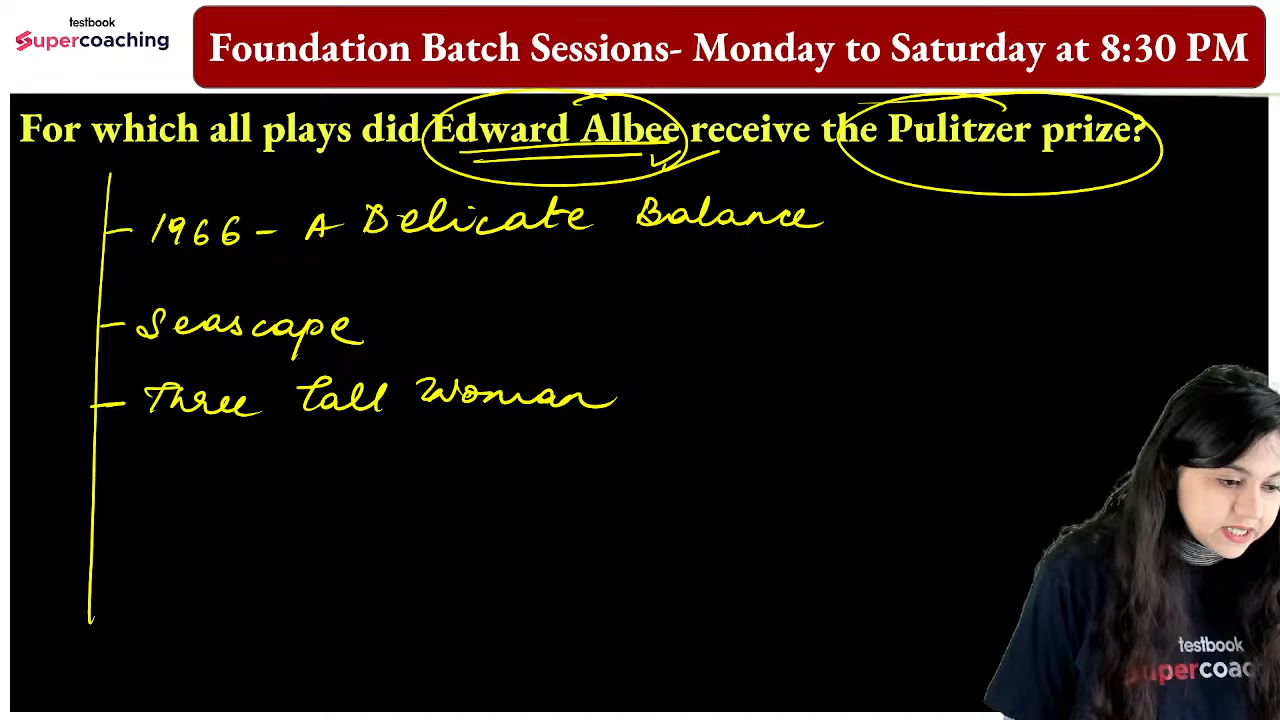 testbook
Supercoaching
Foundation Batch Sessions- Monday to Saturday at 8:30 PM
For which all plays did Edward Albee receive the Pulitzer prize?
- 1966 - A Delicate Balance
- Seascape
- Three Tall Woman
testbook
Supercoac